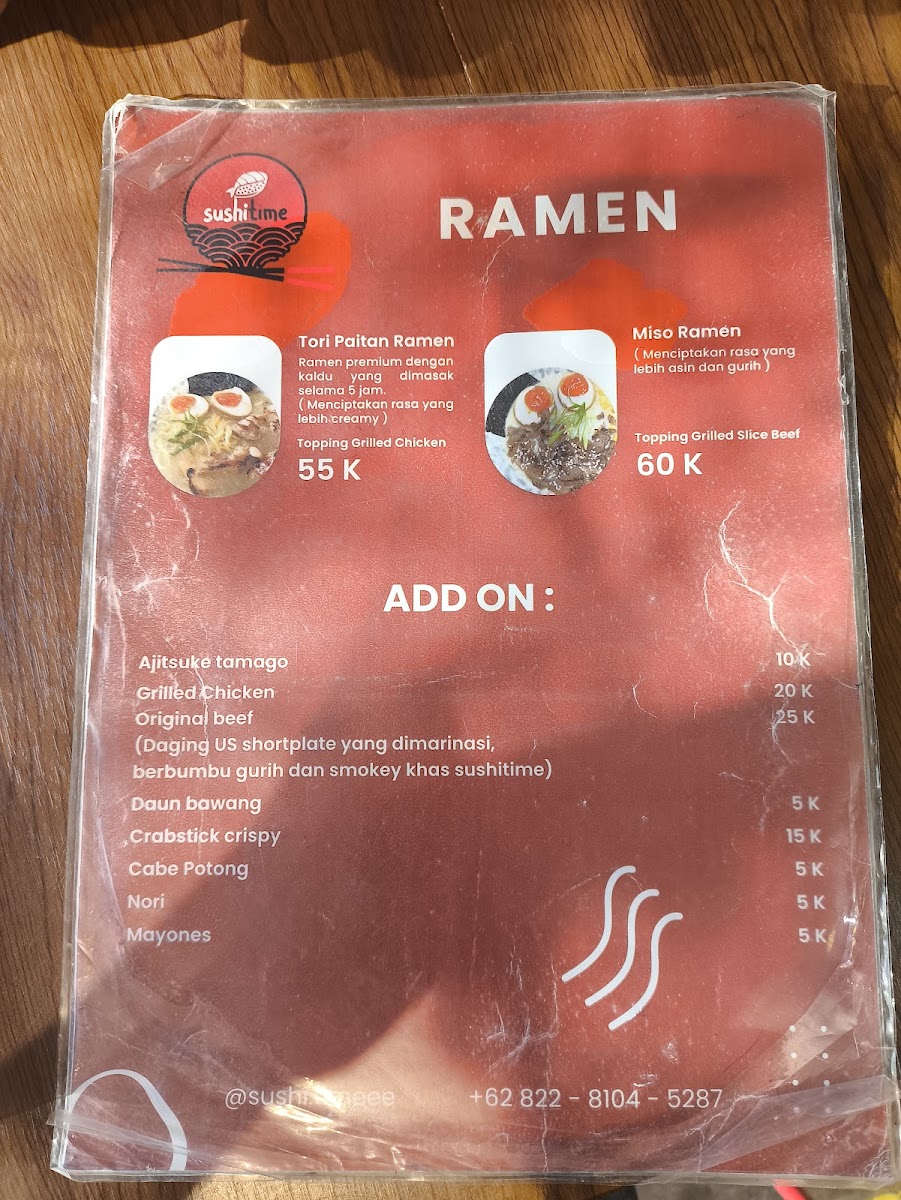 sushitime
RAMEN
Tori Paitan Ramen
Ramen premium dengan
kaldu yang dimasak
selama 5 jam.
( Menciptakan rasa yang
lebih creamy )
Topping Grilled Chicken
55 K
Miso Ramen
( Menciptakan rasa yang
lebih asin dan gurih )
Topping Grilled Slice Beef
60 K
ADD ON :
Ajitsuke tamago 10 K
Grilled Chicken 20 K
Original beef 25 K
(Daging US shortplate yang dimarinasi,
berbumbu gurih dan smokey khas sushitime)
Daun bawang 5 K
Crabstick crispy 15 K
Cabe Potong 5 K
Nori 5 K
Mayones 5 K
+62 822 - 8104 - 5287